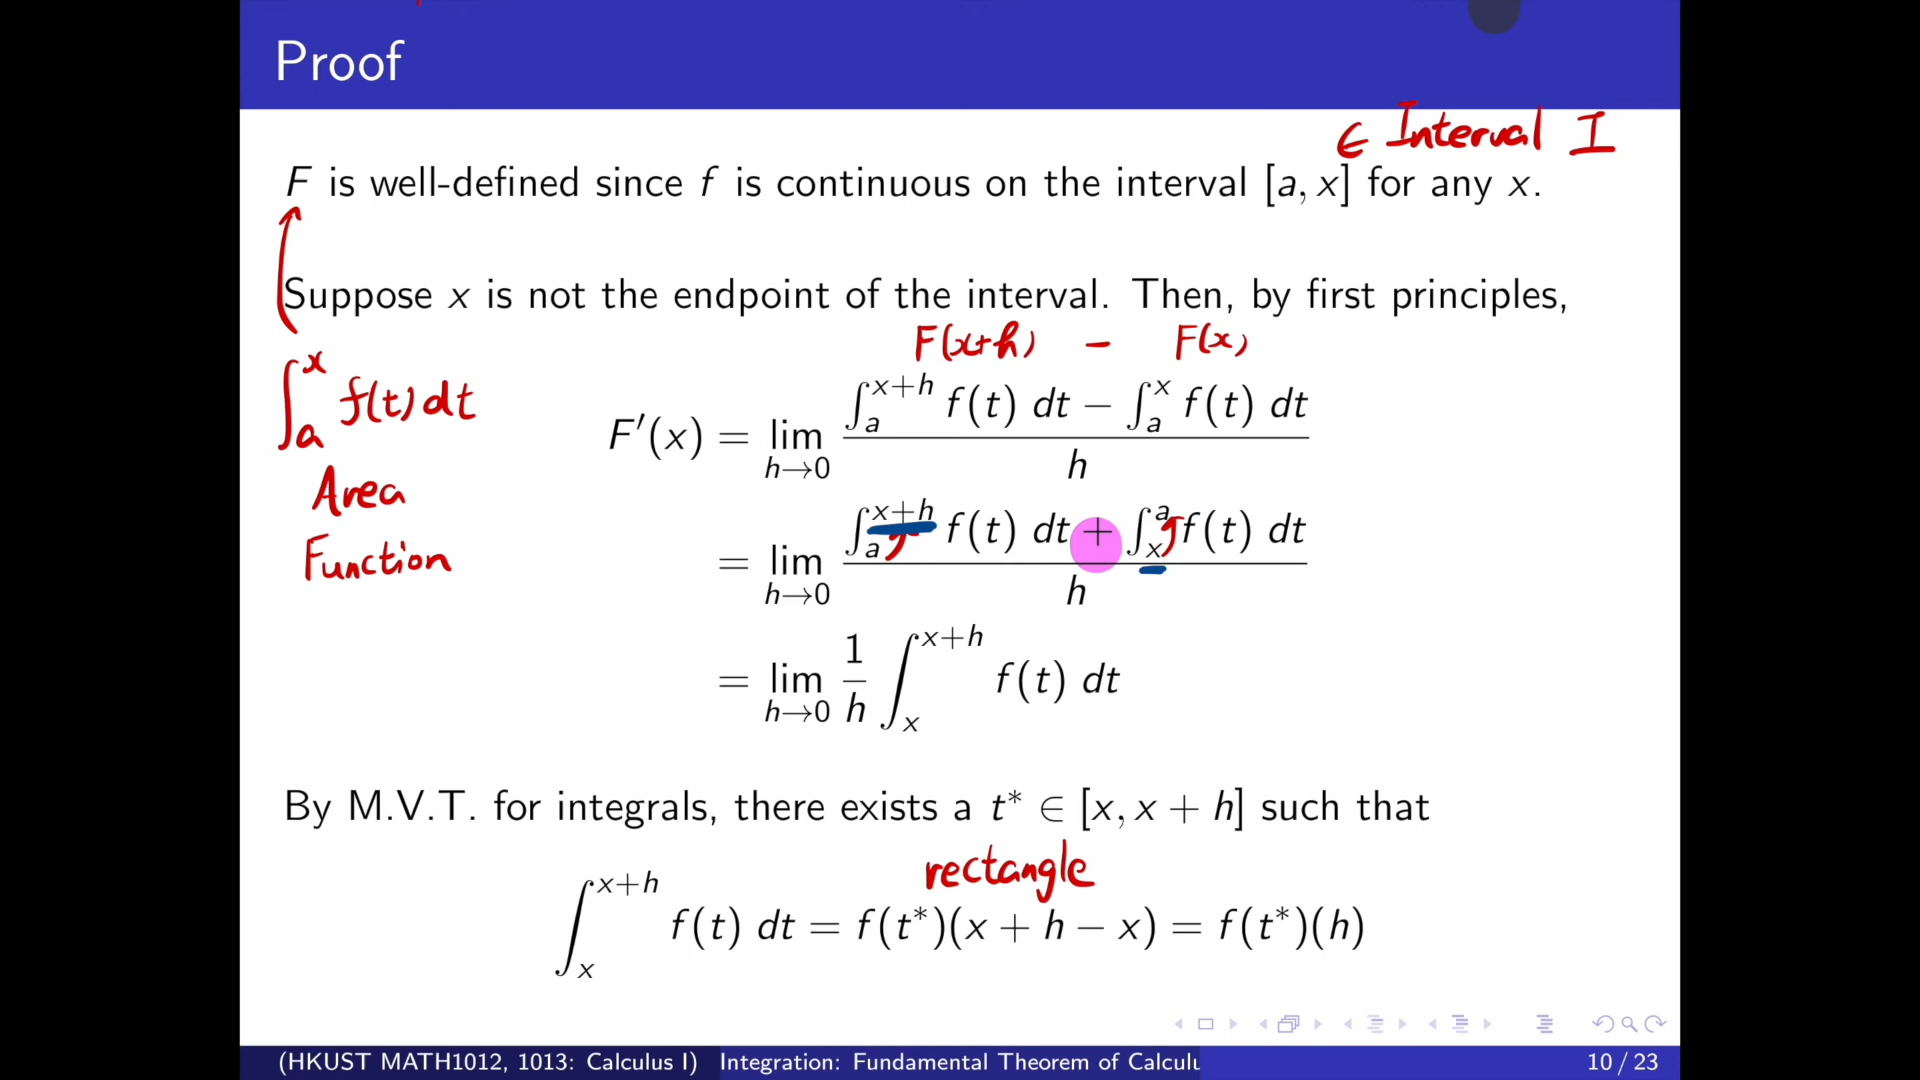 Proof
∈ Interval I
F is well-defined since f is continuous on the interval [a, x] for any x.
Suppose x is not the endpoint of the interval. Then, by first principles,
F(x+h) − F(x)
∫_a^x f(t) dt
Area
Function
F′(x) = lim_{h→0} (∫_a^{x+h} f(t) dt − ∫_a^x f(t) dt) / h
= lim_{h→0} (∫_a^{x+h} f(t) dt + ∫_x^a f(t) dt) / h
= lim_{h→0} 1/h ∫_x^{x+h} f(t) dt
By M.V.T. for integrals, there exists a t* ∈ [x, x + h] such that
rectangle
∫_x^{x+h} f(t) dt = f(t*)(x + h − x) = f(t*)(h)
(HKUST MATH1012, 1013: Calculus I) Integration: Fundamental Theorem of Calcul 10 / 23